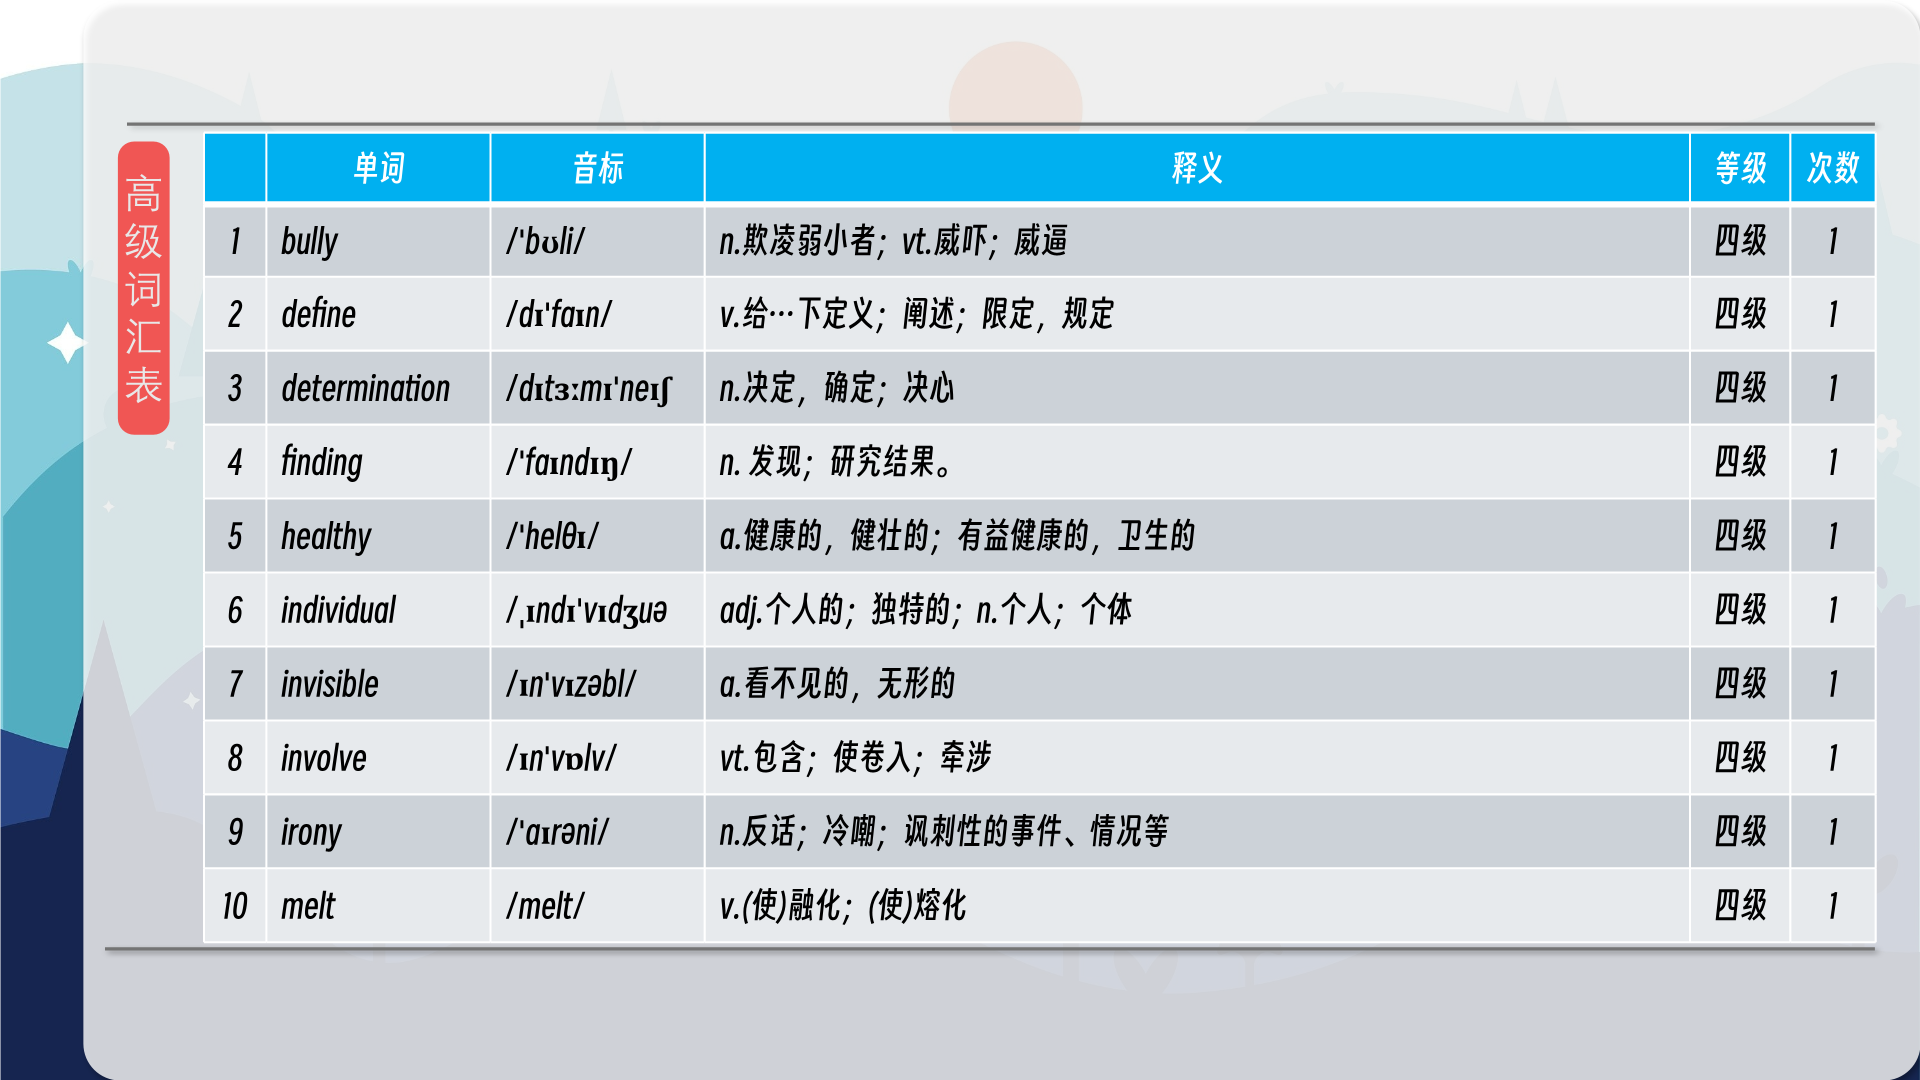 高级词汇表
单词 音标 释义 等级 次数
1 bully /'bʊli/ n.欺凌弱小者；vt.威吓；威逼 四级 1
2 define /dɪ'faɪn/ v.给…下定义；阐述；限定，规定 四级 1
3 determination /dɪtɜːmɪ'neɪʃ n.决定，确定；决心 四级 1
4 finding /'faɪndɪŋ/ n. 发现；研究结果。 四级 1
5 healthy /'helθɪ/ a.健康的，健壮的；有益健康的，卫生的 四级 1
6 individual /ˌɪndɪ'vɪdʒuə adj.个人的；独特的；n.个人；个体 四级 1
7 invisible /ɪn'vɪzəbl/ a.看不见的，无形的 四级 1
8 involve /ɪn'vɒlv/ vt.包含；使卷入；牵涉 四级 1
9 irony /'aɪrəni/ n.反话；冷嘲；讽刺性的事件、情况等 四级 1
10 melt /melt/ v.(使)融化；(使)熔化 四级 1